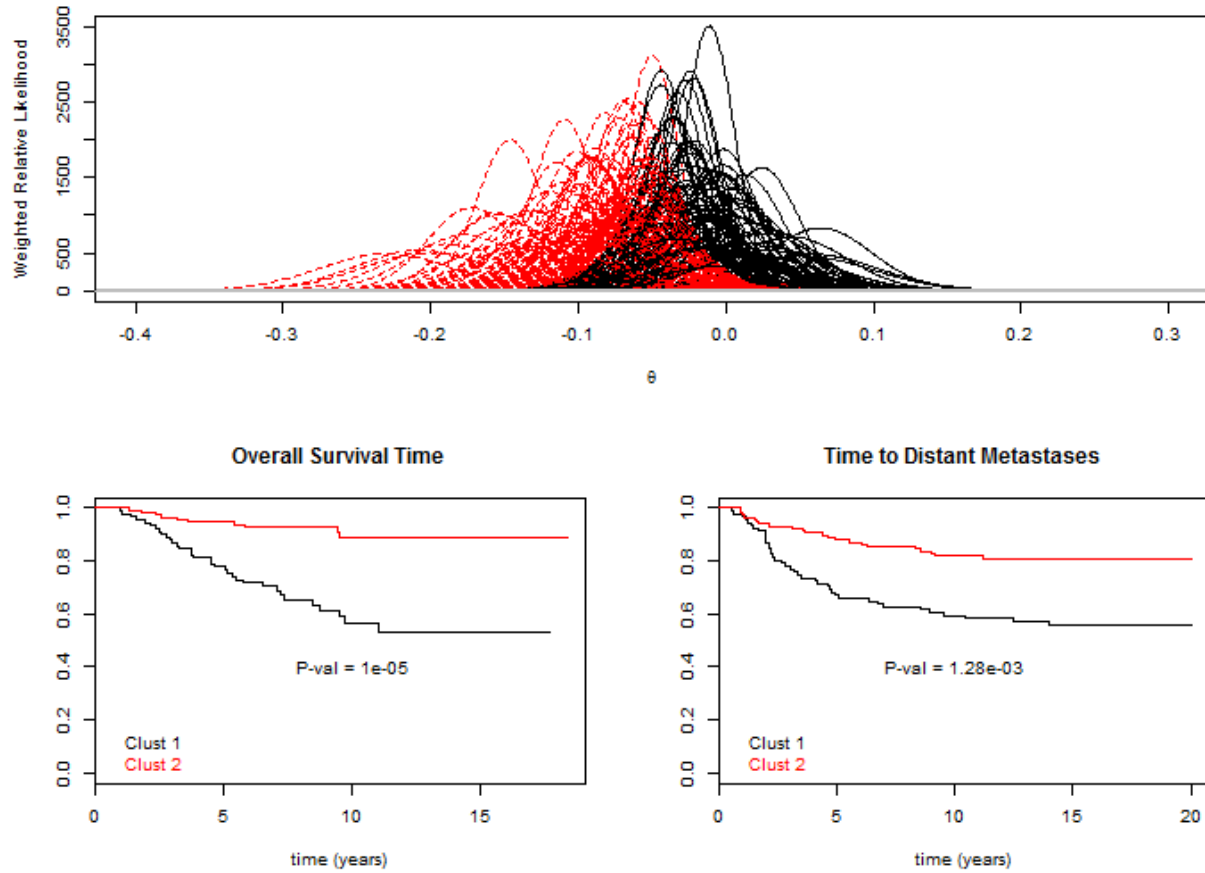 Weighted Relative Likelihood
3500
2500
1500
500
0
-0.4 -0.3 -0.2 -0.1 0.0 0.1 0.2 0.3
θ
Overall Survival Time
1.0
0.8
0.6
0.4
0.2
0.0
P-val = 1e-05
Clust 1
Clust 2
0 5 10 15
time (years)
Time to Distant Metastases
1.0
0.8
0.6
0.4
0.2
0.0
P-val = 1.28e-03
Clust 1
Clust 2
0 5 10 15 20
time (years)